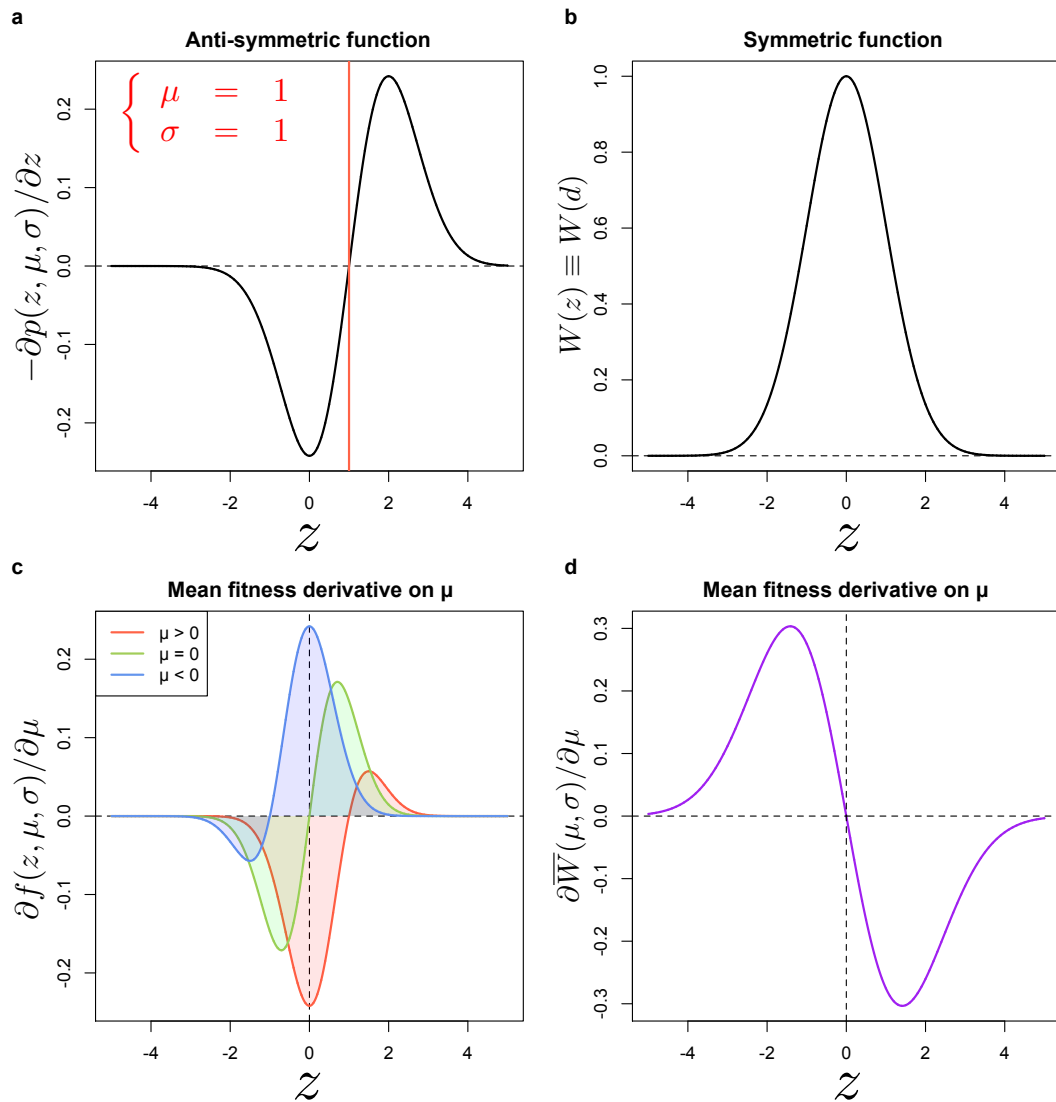 a
Anti-symmetric function
{ μ = 1
σ = 1
−∂p(z, μ, σ)/∂z
0.2
0.1
0.0
-0.1
-0.2
-4 -2 0 2 4
z
b
Symmetric function
W(z) ≡ W(d)
1.0
0.8
0.6
0.4
0.2
0.0
-4 -2 0 2 4
z
c
Mean fitness derivative on μ
μ > 0
μ = 0
μ < 0
∂f(z, μ, σ)/∂μ
0.2
0.1
0.0
-0.1
-0.2
-4 -2 0 2 4
z
d
Mean fitness derivative on μ
∂W̅(μ, σ)/∂μ
0.3
0.2
0.1
0.0
-0.1
-0.2
-0.3
-4 -2 0 2 4
z